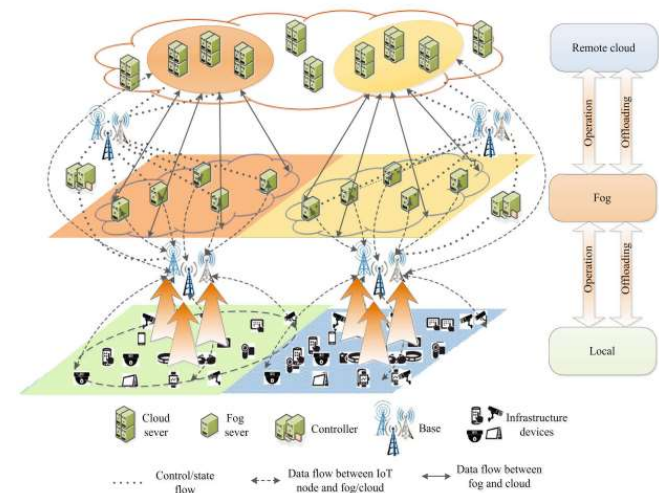 Remote cloud
Operation
Offloading
Fog
Operation
Offloading
Local
Cloud
sever
Fog
sever
Controller
Base
Infrastructure
devices
Control/state
flow
Data flow between IoT
node and fog/cloud
Data flow between
fog and cloud